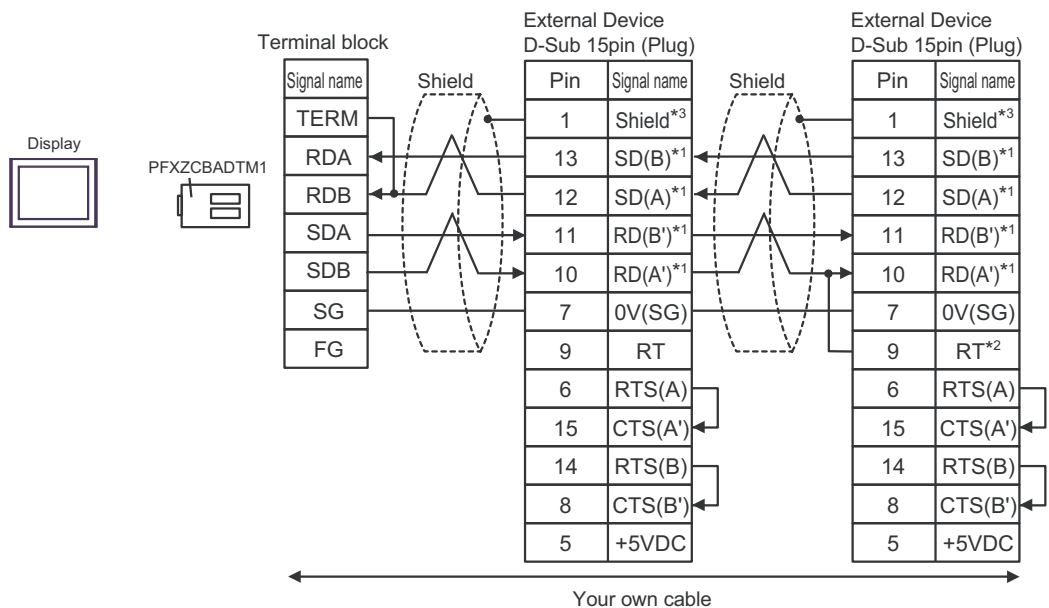 External Device
D-Sub 15pin (Plug)
External Device
D-Sub 15pin (Plug)
Terminal block
Signal name Shield Pin Signal name Shield Pin Signal name
TERM 1 Shield*3 1 Shield*3
Display
PFXZCBADTM1
RDA 13 SD(B)*1 13 SD(B)*1
RDB 12 SD(A)*1 12 SD(A)*1
SDA 11 RD(B')*1 11 RD(B')*1
SDB 10 RD(A')*1 10 RD(A')*1
SG 7 0V(SG) 7 0V(SG)
FG 9 RT 9 RT*2
6 RTS(A) 6 RTS(A)
15 CTS(A') 15 CTS(A')
14 RTS(B) 14 RTS(B)
8 CTS(B') 8 CTS(B')
5 +5VDC 5 +5VDC
Your own cable